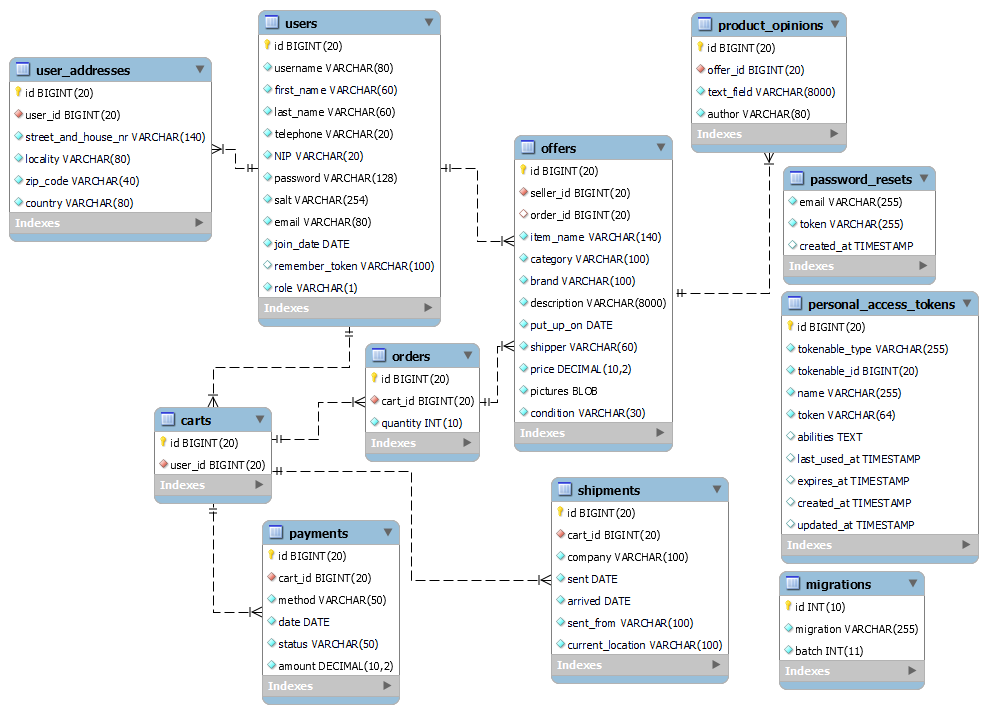 users
id BIGINT(20)
username VARCHAR(80)
first_name VARCHAR(60)
last_name VARCHAR(60)
telephone VARCHAR(20)
NIP VARCHAR(20)
password VARCHAR(128)
salt VARCHAR(254)
email VARCHAR(80)
join_date DATE
remember_token VARCHAR(100)
role VARCHAR(1)
Indexes
product_opinions
id BIGINT(20)
offer_id BIGINT(20)
text_field VARCHAR(8000)
author VARCHAR(80)
Indexes
user_addresses
id BIGINT(20)
user_id BIGINT(20)
street_and_house_nr VARCHAR(140)
locality VARCHAR(80)
zip_code VARCHAR(40)
country VARCHAR(80)
Indexes
offers
id BIGINT(20)
seller_id BIGINT(20)
order_id BIGINT(20)
item_name VARCHAR(140)
category VARCHAR(100)
brand VARCHAR(100)
description VARCHAR(8000)
put_up_on DATE
shipper VARCHAR(60)
price DECIMAL(10,2)
pictures BLOB
condition VARCHAR(30)
Indexes
password_resets
email VARCHAR(255)
token VARCHAR(255)
created_at TIMESTAMP
Indexes
personal_access_tokens
id BIGINT(20)
tokenable_type VARCHAR(255)
tokenable_id BIGINT(20)
name VARCHAR(255)
token VARCHAR(64)
abilities TEXT
last_used_at TIMESTAMP
expires_at TIMESTAMP
created_at TIMESTAMP
updated_at TIMESTAMP
Indexes
orders
id BIGINT(20)
cart_id BIGINT(20)
quantity INT(10)
Indexes
carts
id BIGINT(20)
user_id BIGINT(20)
Indexes
shipments
id BIGINT(20)
cart_id BIGINT(20)
company VARCHAR(100)
sent DATE
arrived DATE
sent_from VARCHAR(100)
current_location VARCHAR(100)
Indexes
payments
id BIGINT(20)
cart_id BIGINT(20)
method VARCHAR(50)
date DATE
status VARCHAR(50)
amount DECIMAL(10,2)
Indexes
migrations
id INT(10)
migration VARCHAR(255)
batch INT(11)
Indexes